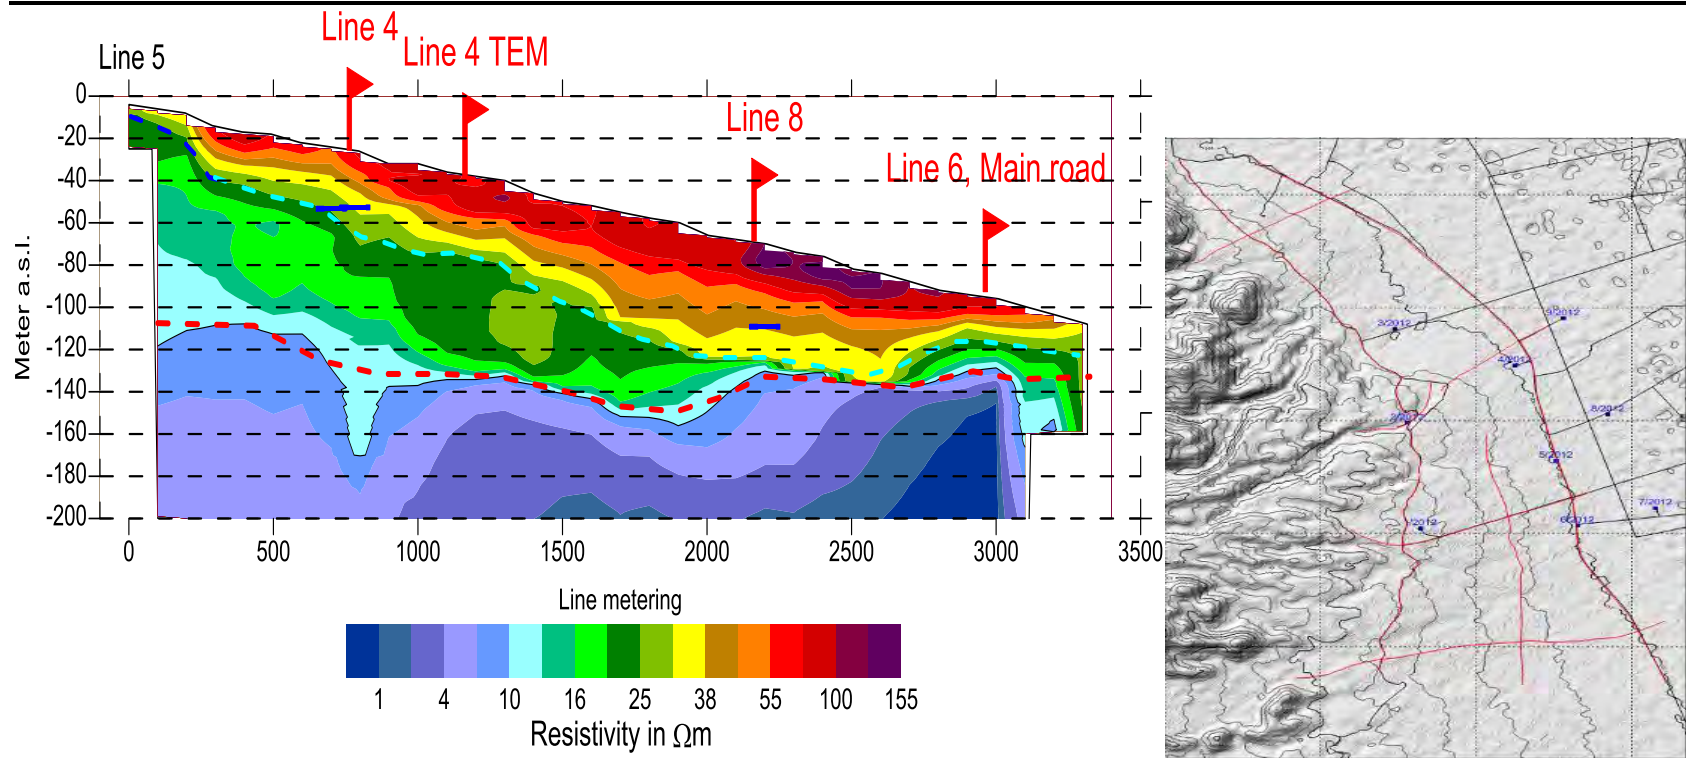 Line 4
Line 5
Line 4 TEM
Line 8
Line 6, Main road
Meter a.s.l.
0
-20
-40
-60
-80
-100
-120
-140
-160
-180
-200
0 500 1000 1500 2000 2500 3000 3500
Line metering
1 4 10 16 25 38 55 100 155
Resistivity in Ωm
9/2012
3/2012
4/2012
8/2012
5/2012
7/2012
6/2012